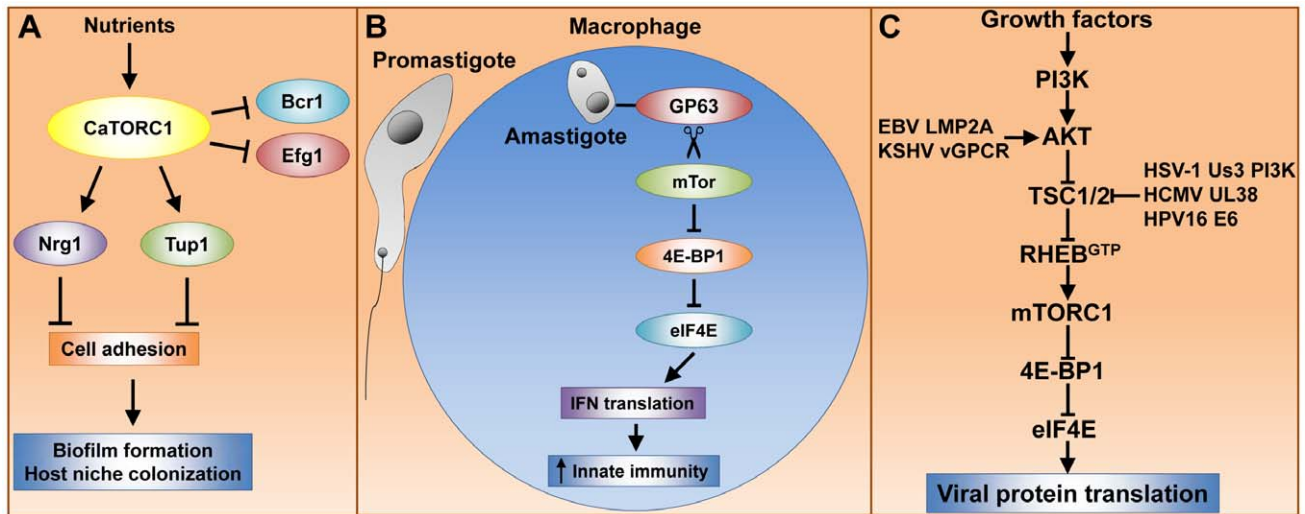 A
Nutrients
CaTORC1
Bcr1
Efg1
Nrg1
Tup1
Cell adhesion
Biofilm formation
Host niche colonization
B
Macrophage
Promastigote
Amastigote
GP63
mTor
4E-BP1
eIF4E
IFN translation
↑ Innate immunity
C
Growth factors
PI3K
EBV LMP2A
KSHV vGPCR
AKT
TSC1/2
HSV-1 Us3 PI3K
HCMV UL38
HPV16 E6
RHEB^GTP
mTORC1
4E-BP1
eIF4E
Viral protein translation